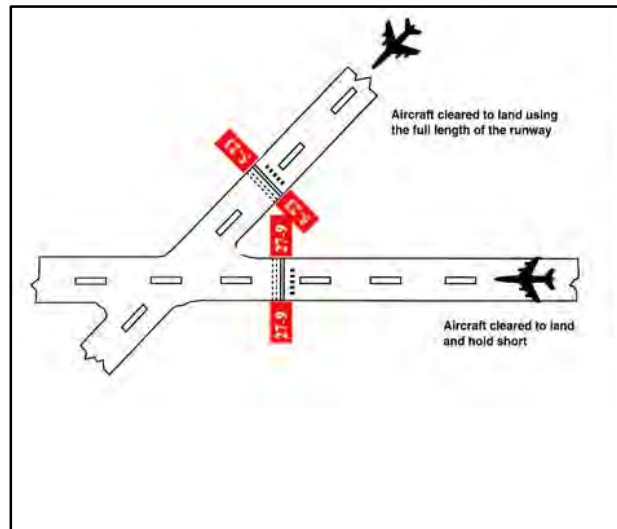 Aircraft cleared to land using
the full length of the runway
27-9
27-9
Aircraft cleared to land
and hold short